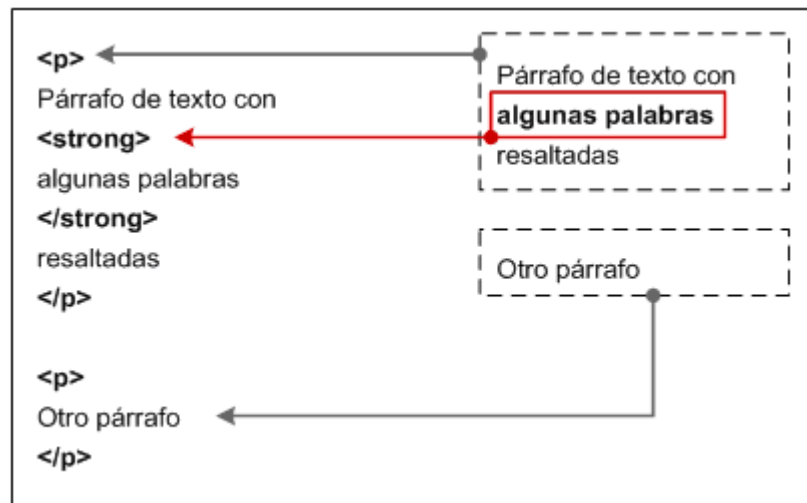 <p>
Párrafo de texto con
<strong>
algunas palabras
</strong>
resaltadas
</p>
<p>
Otro párrafo
</p>
Párrafo de texto con
algunas palabras
resaltadas
Otro párrafo